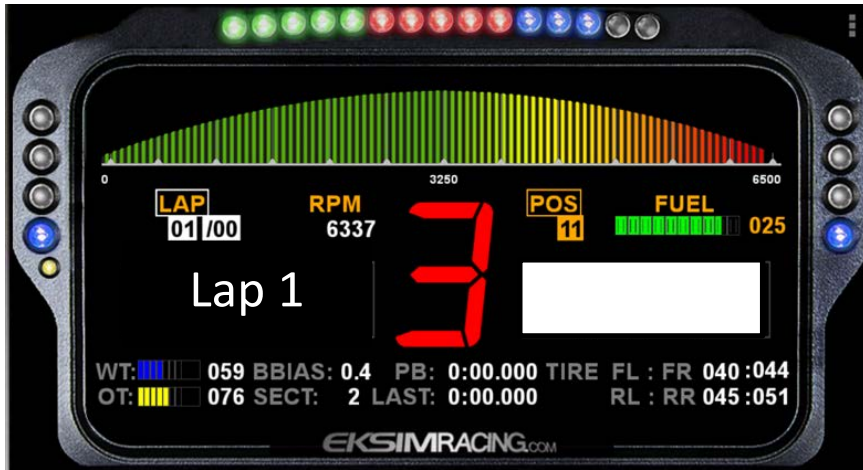 0 3250 6500
LAP RPM POS FUEL
01 /00 6337 3 11 025
Lap 1
WT: 059 BBIAS: 0.4 PB: 0:00.000 TIRE FL : FR 040 :044
OT: 076 SECT: 2 LAST: 0:00.000 RL : RR 045 :051
EKSIMRACING.COM